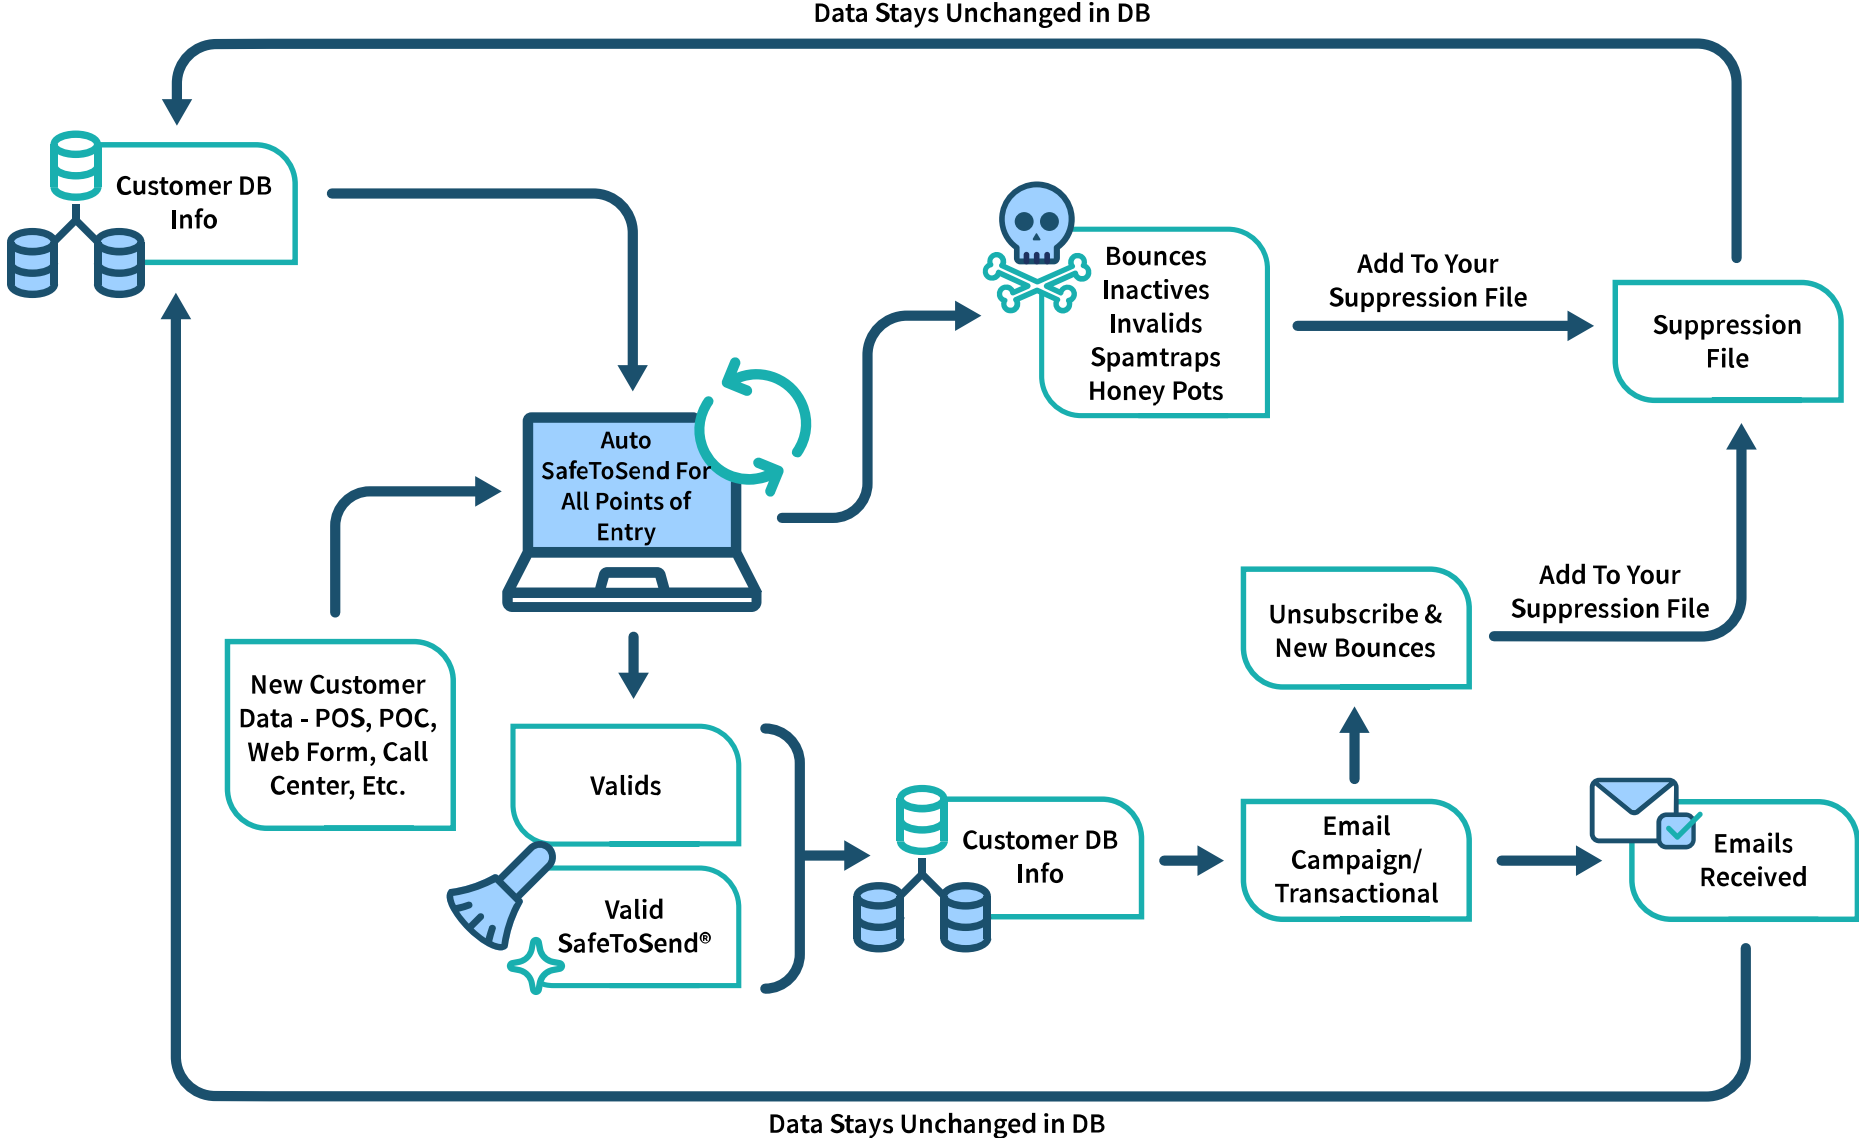 Data Stays Unchanged in DB
Customer DB
Info
Bounces
Inactives
Invalids
Spamtraps
Honey Pots
Add To Your
Suppression File
Suppression
File
Auto
SafeToSend For
All Points of
Entry
New Customer
Data - POS, POC,
Web Form, Call
Center, Etc.
Valids
Valid
SafeToSend®
Customer DB
Info
Email
Campaign/
Transactional
Unsubscribe &
New Bounces
Add To Your
Suppression File
Emails
Received
Data Stays Unchanged in DB